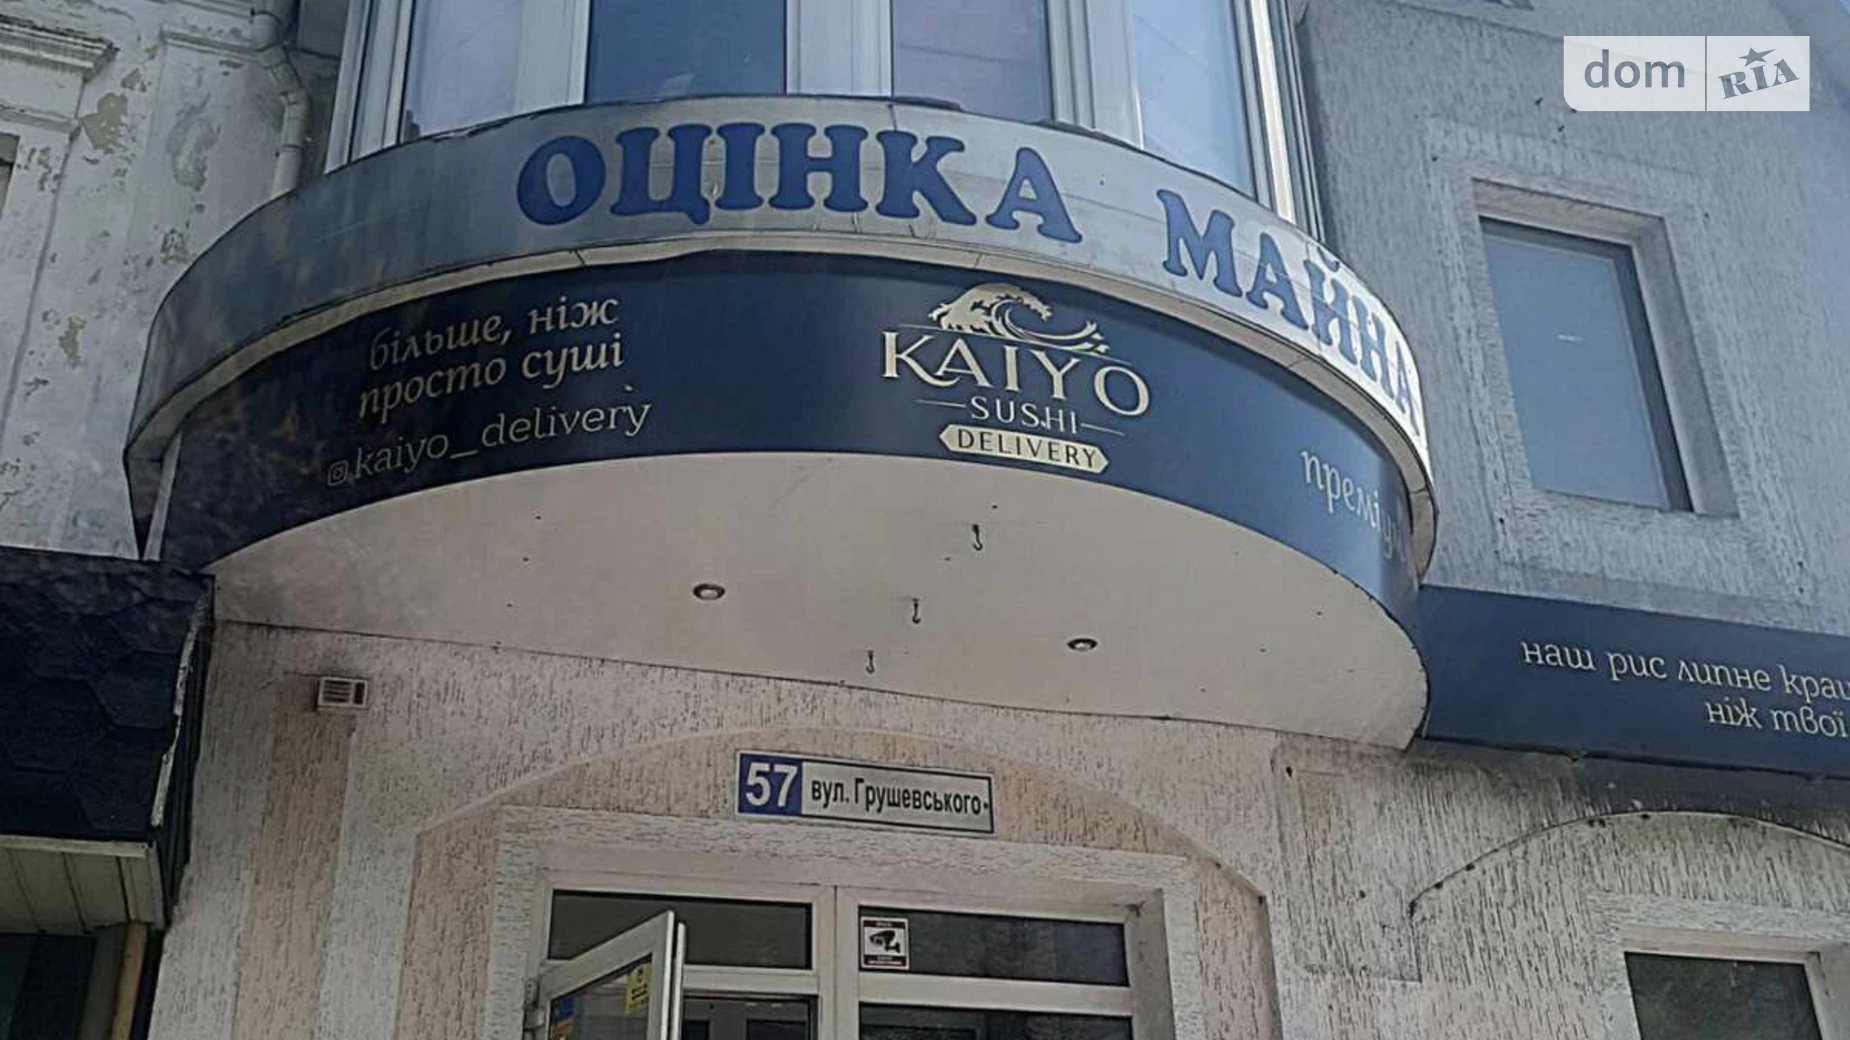 dom RIA
ОЦІНКА МАЙНА
більше, ніж
просто суші
@kaiyo_delivery
KAIYO
SUSHI
DELIVERY
наш рис липне
ніж твої
57 вул. Грушевського